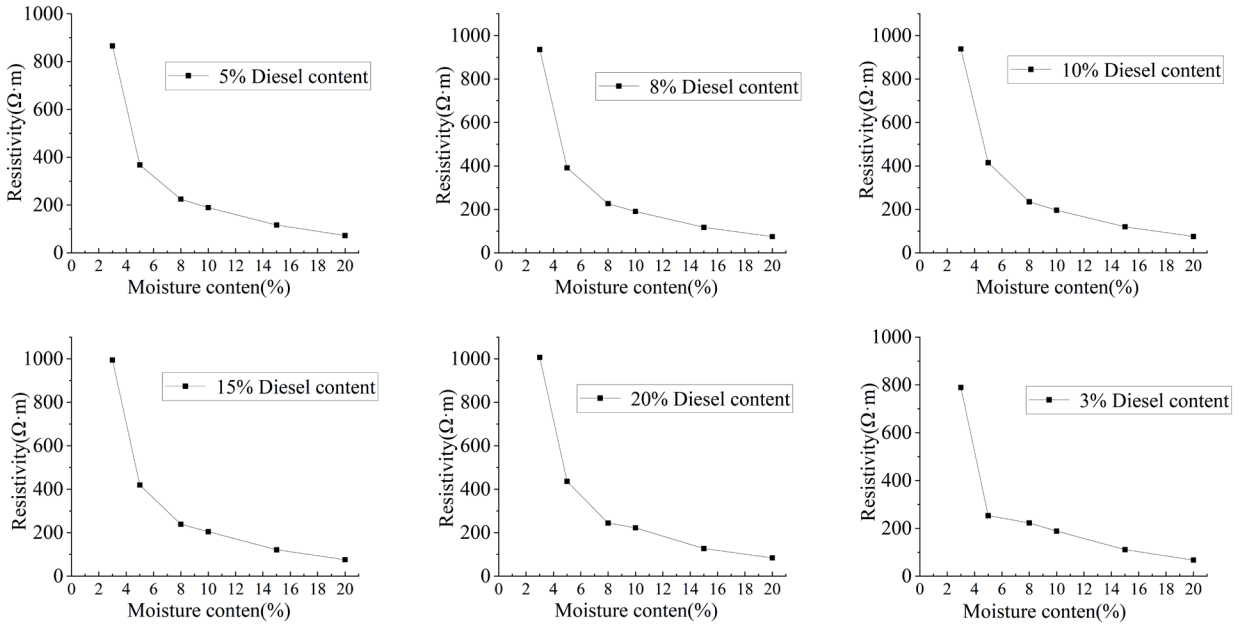 1000
800
600
400
200
0
Resistivity(Ω·m)
5% Diesel content
0 2 4 6 8 10 12 14 16 18 20
Moisture conten(%)
1000
800
600
400
200
0
Resistivity(Ω·m)
8% Diesel content
0 2 4 6 8 10 12 14 16 18 20
Moisture conten(%)
1000
800
600
400
200
0
Resistivity(Ω·m)
10% Diesel content
0 2 4 6 8 10 12 14 16 18 20
Moisture conten(%)
1000
800
600
400
200
0
Resistivity(Ω·m)
15% Diesel content
0 2 4 6 8 10 12 14 16 18 20
Moisture conten(%)
1000
800
600
400
200
0
Resistivity(Ω·m)
20% Diesel content
0 2 4 6 8 10 12 14 16 18 20
Moisture conten(%)
1000
800
600
400
200
0
Resistivity(Ω·m)
3% Diesel content
0 2 4 6 8 10 12 14 16 18 20
Moisture conten(%)